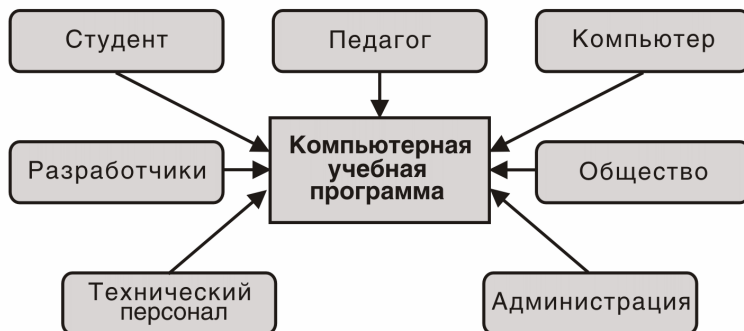 Студент
Педагог
Компьютер
Разработчики
Компьютерная
учебная
программа
Общество
Технический
персонал
Администрация